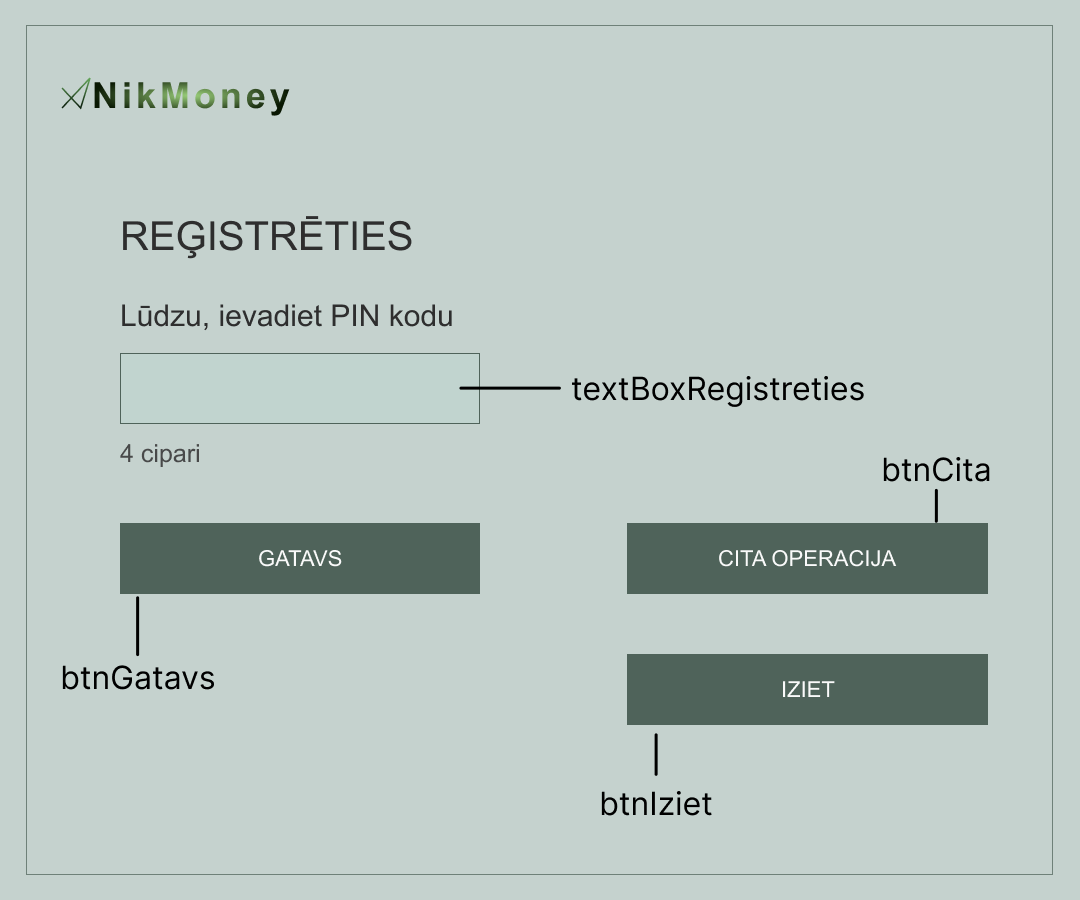 NikMoney
REĢISTRĒTIES
Lūdzu, ievadiet PIN kodu
textBoxRegistreties
4 cipari
btnCita
GATAVS
CITA OPERACIJA
btnGatavs
IZIET
btnIziet